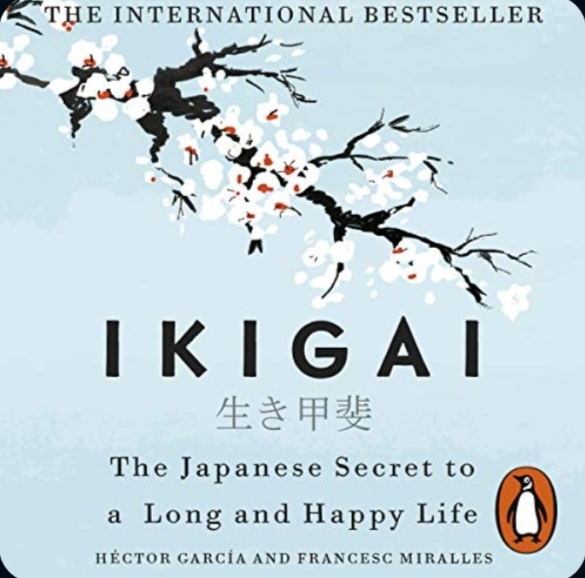 THE INTERNATIONAL BESTSELLER
IKIGAI
生き甲斐
The Japanese Secret to
a Long and Happy Life
HÉCTOR GARCÍA AND FRANCESC MIRALLES